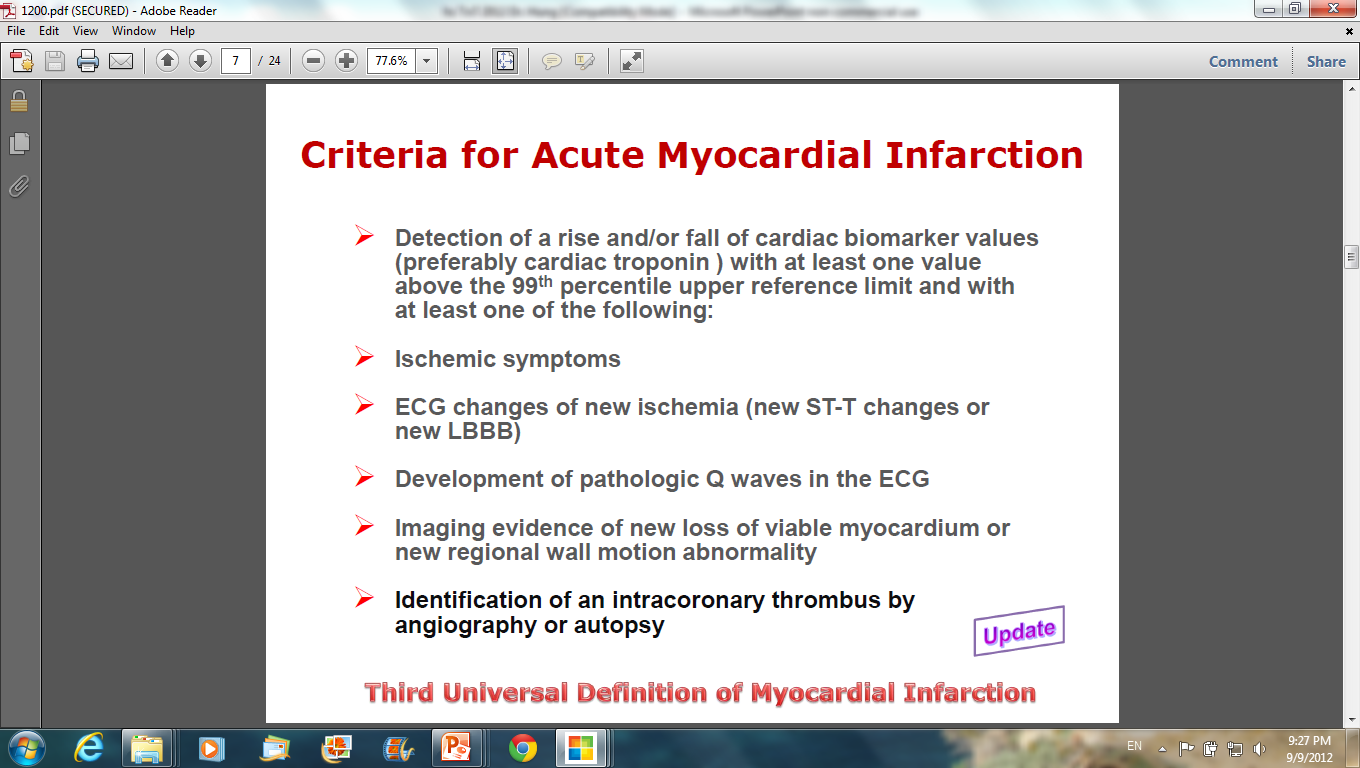 1200.pdf (SECURED) - Adobe Reader
File Edit View Window Help
7 / 24 77.6% Comment Share
Criteria for Acute Myocardial Infarction
Detection of a rise and/or fall of cardiac biomarker values
(preferably cardiac troponin ) with at least one value
above the 99th percentile upper reference limit and with
at least one of the following:
Ischemic symptoms
ECG changes of new ischemia (new ST-T changes or
new LBBB)
Development of pathologic Q waves in the ECG
Imaging evidence of new loss of viable myocardium or
new regional wall motion abnormality
Identification of an intracoronary thrombus by
angiography or autopsy
Update
Third Universal Definition of Myocardial Infarction
EN
9:27 PM
9/9/2012